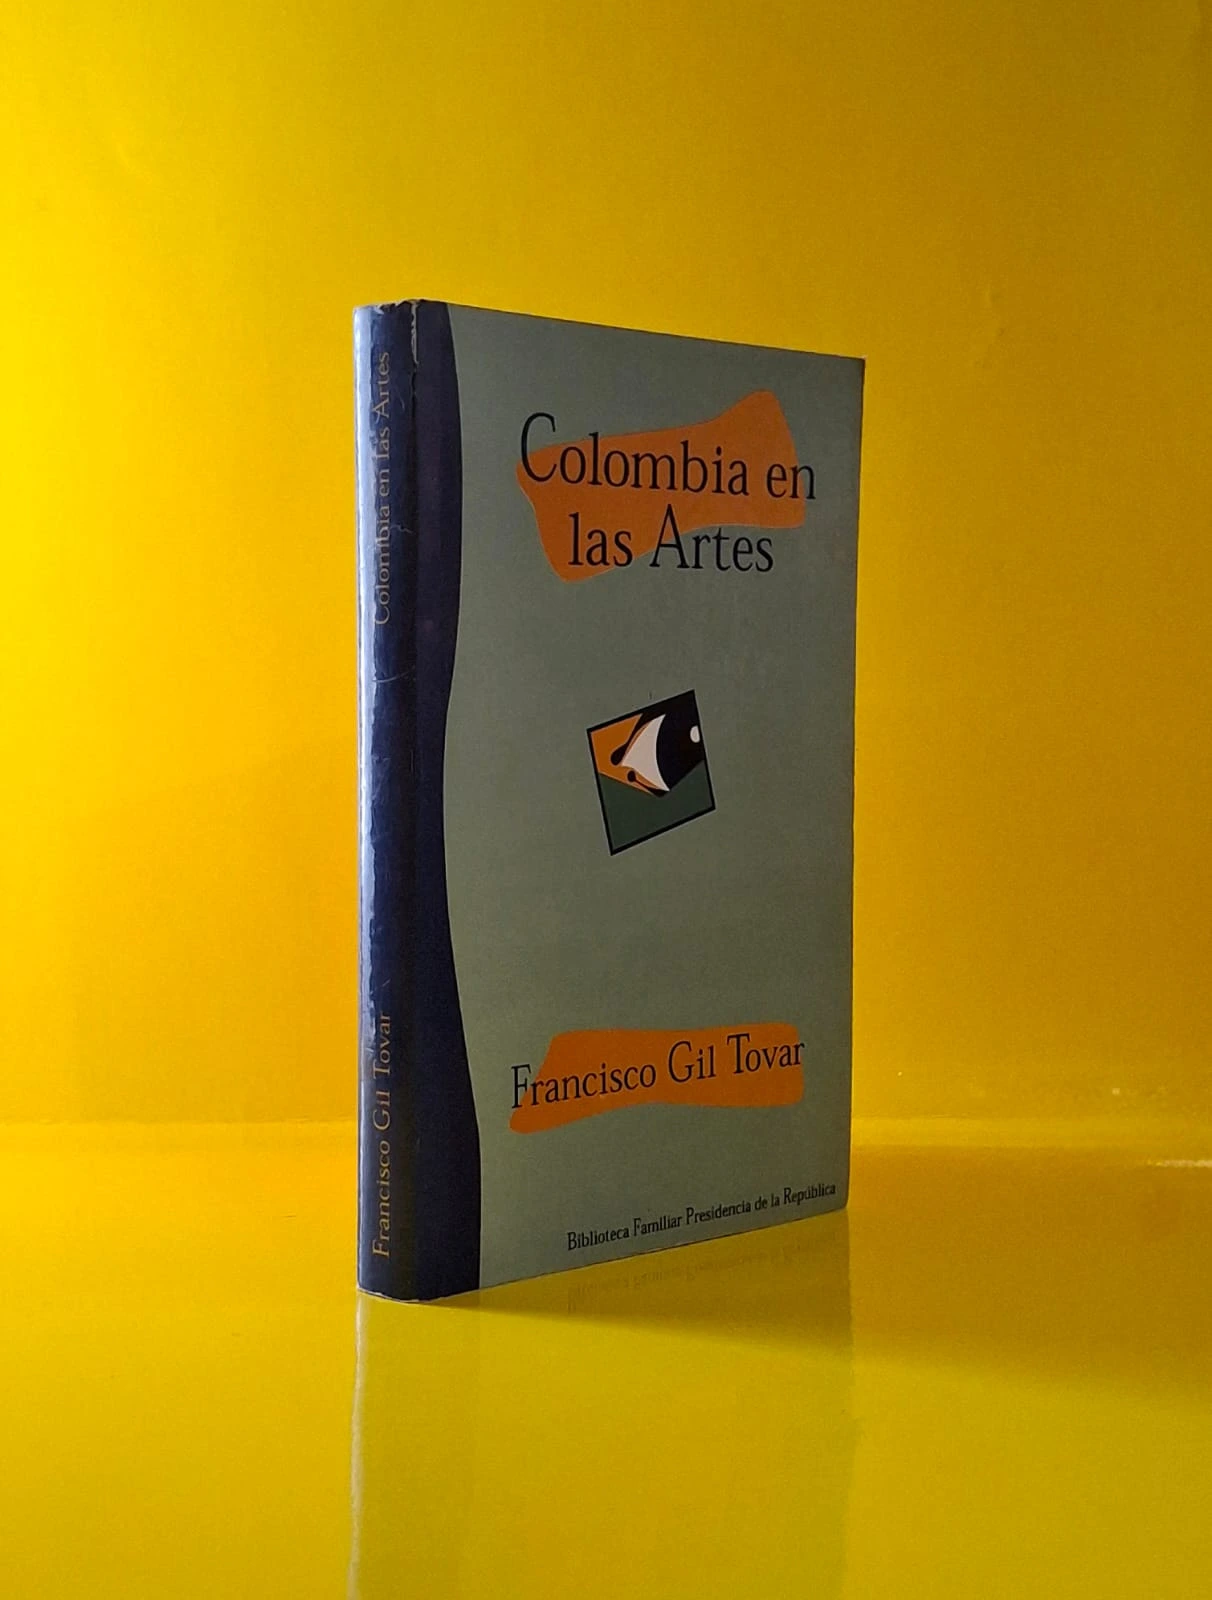 Colombia en las Artes
Francisco Gil Tovar
Colombia en
las Artes
Francisco Gil Tovar
Biblioteca Familiar Presidencia de la República